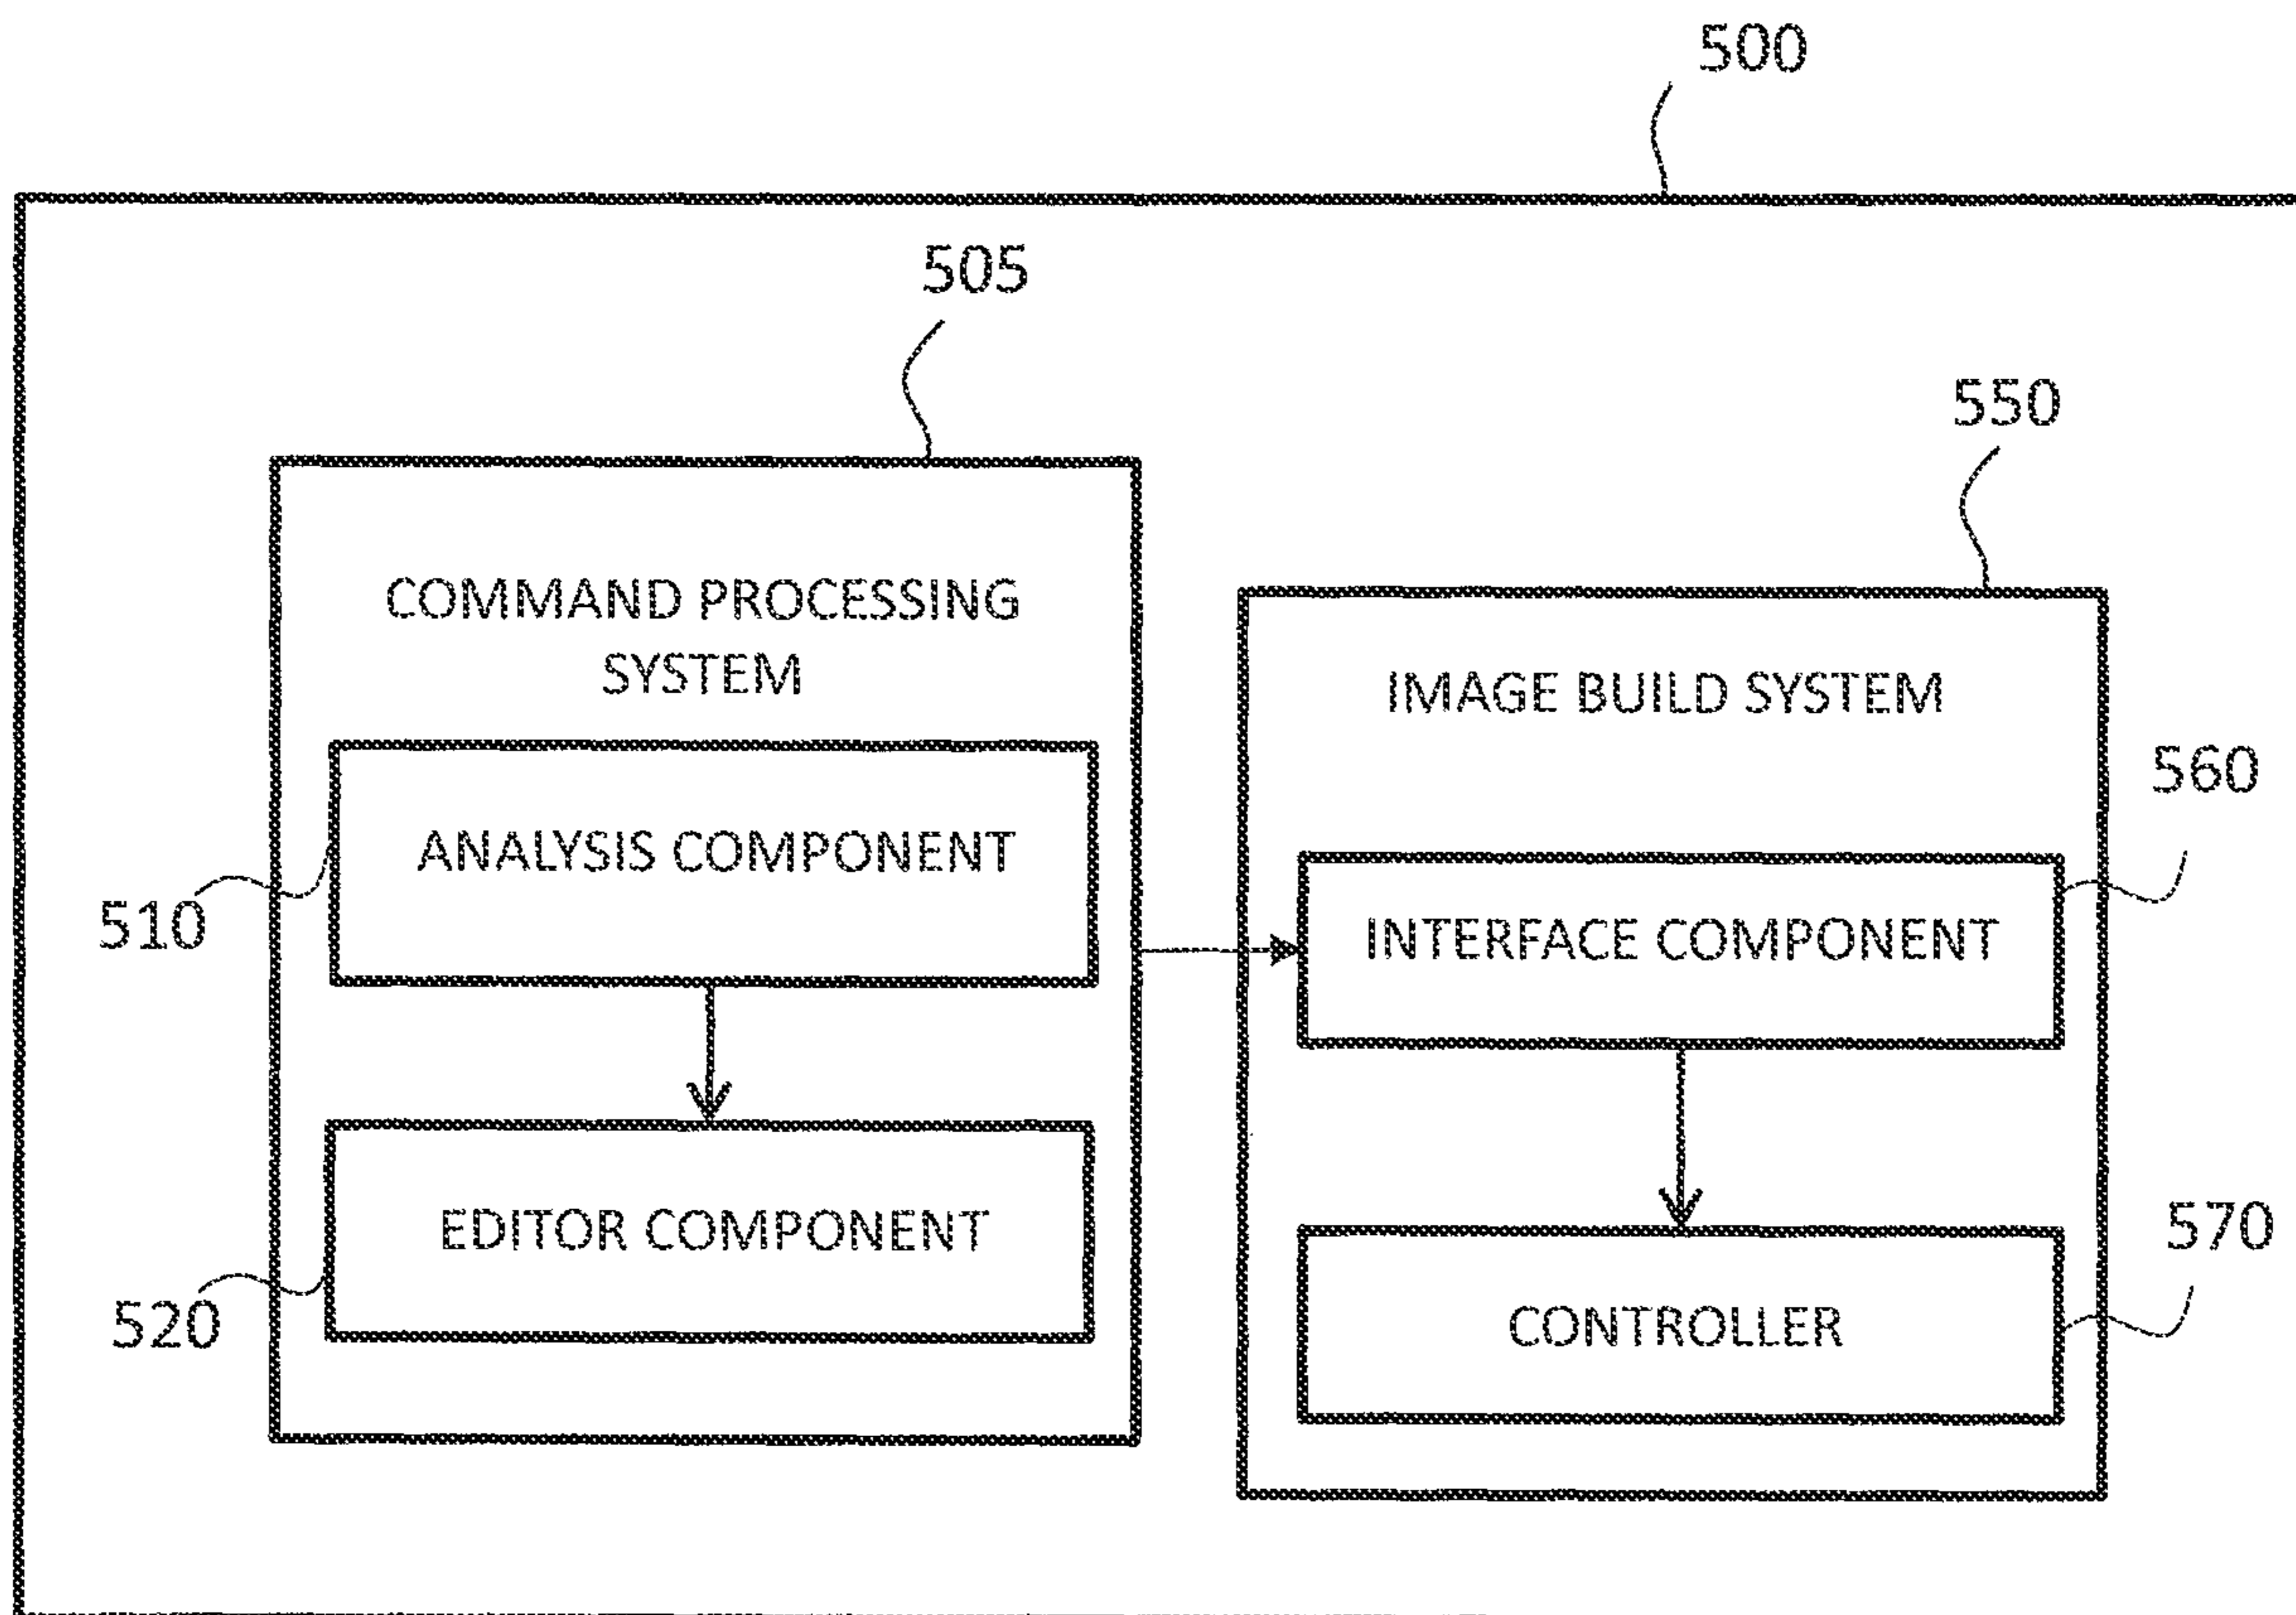 500
505
550
COMMAND PROCESSING
SYSTEM
IMAGE BUILD SYSTEM
560
ANALYSIS COMPONENT
510
INTERFACE COMPONENT
EDITOR COMPONENT
570
520
CONTROLLER